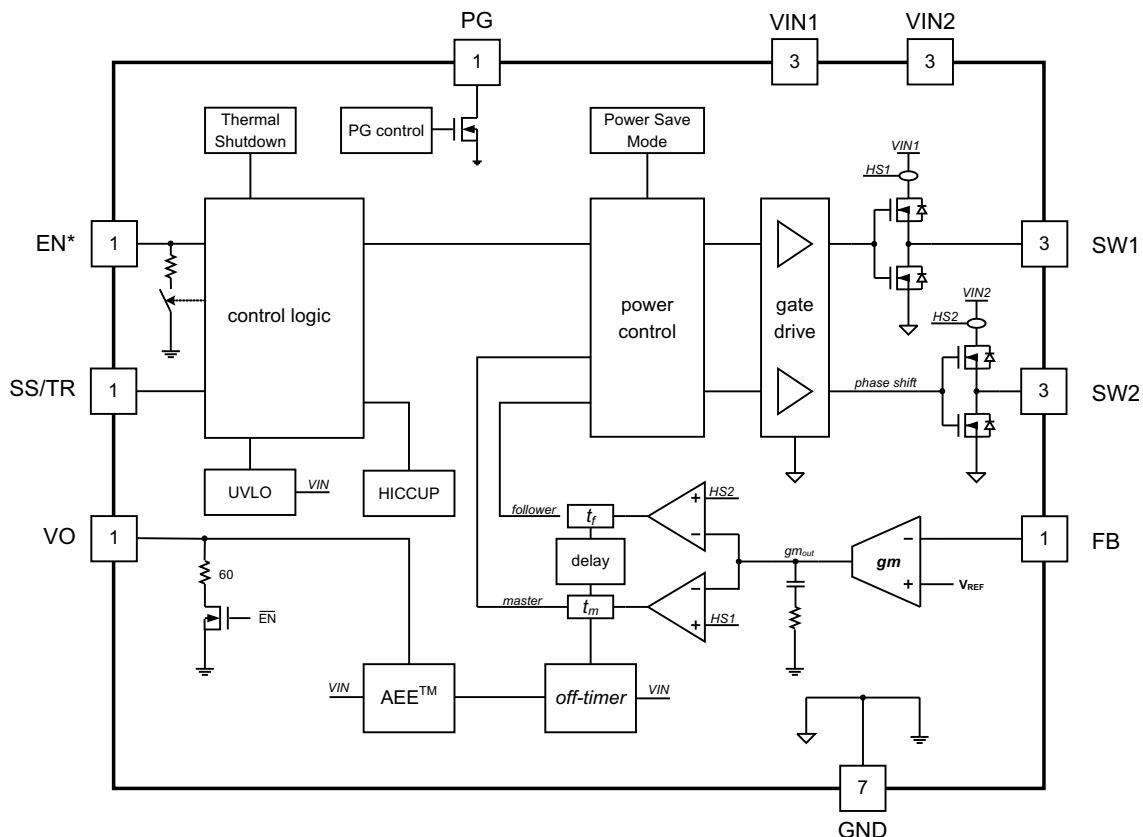 PG
VIN1
VIN2
1
3
3
Thermal
Shutdown
PG control
Power Save
Mode
VIN1
HS1
EN*
1
3
SW1
control logic
power
control
gate
drive
VIN2
HS2
SS/TR
1
phase shift
3
SW2
UVLO
VIN
HICCUP
HS2
+
follower
tf
VO
1
−
−
1
FB
delay
gmout
gm
60
+
VREF
master
tm
−
EN
+
HS1
VIN
AEE™
off-timer
VIN
7
GND